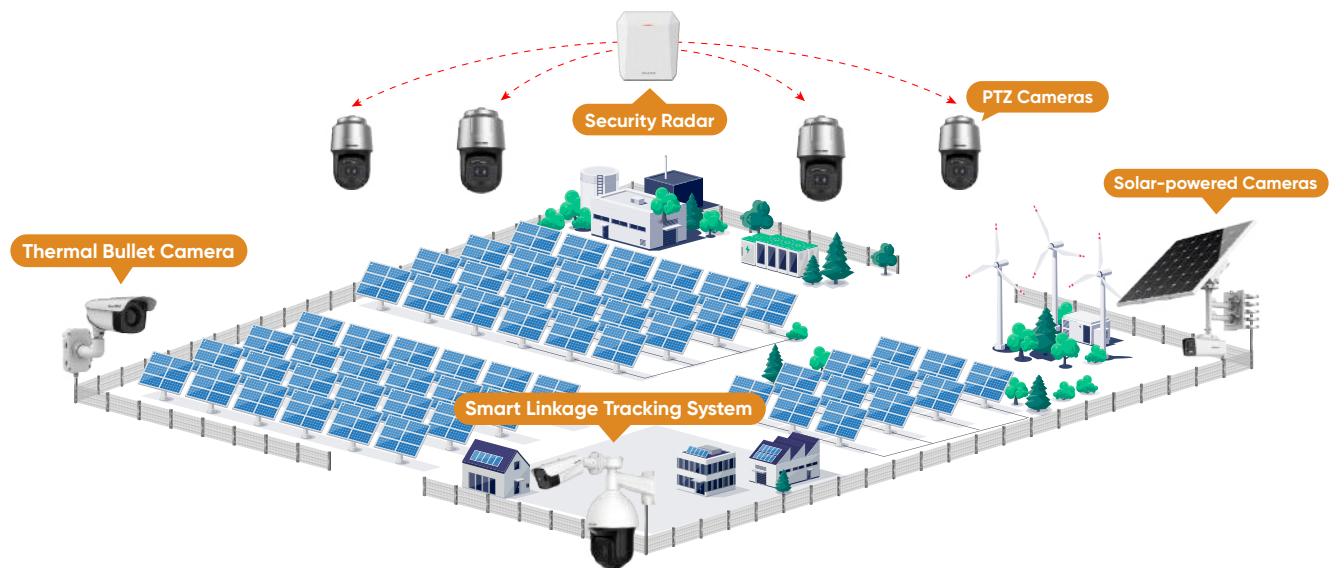 PTZ Cameras
Security Radar
Solar-powered Cameras
Thermal Bullet Camera
Smart Linkage Tracking System